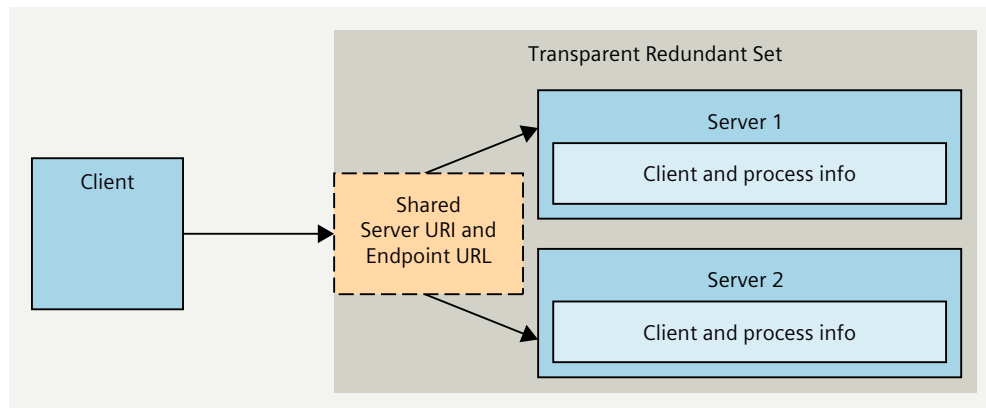 Transparent Redundant Set
Server 1
Client and process info
Client
Shared
Server URI and
Endpoint URL
Server 2
Client and process info